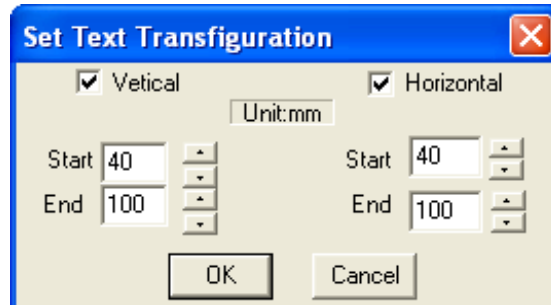 Set Text Transfiguration
Vetical Horizontal
Unit:mm
Start 40 Start 40
End 100 End 100
OK Cancel